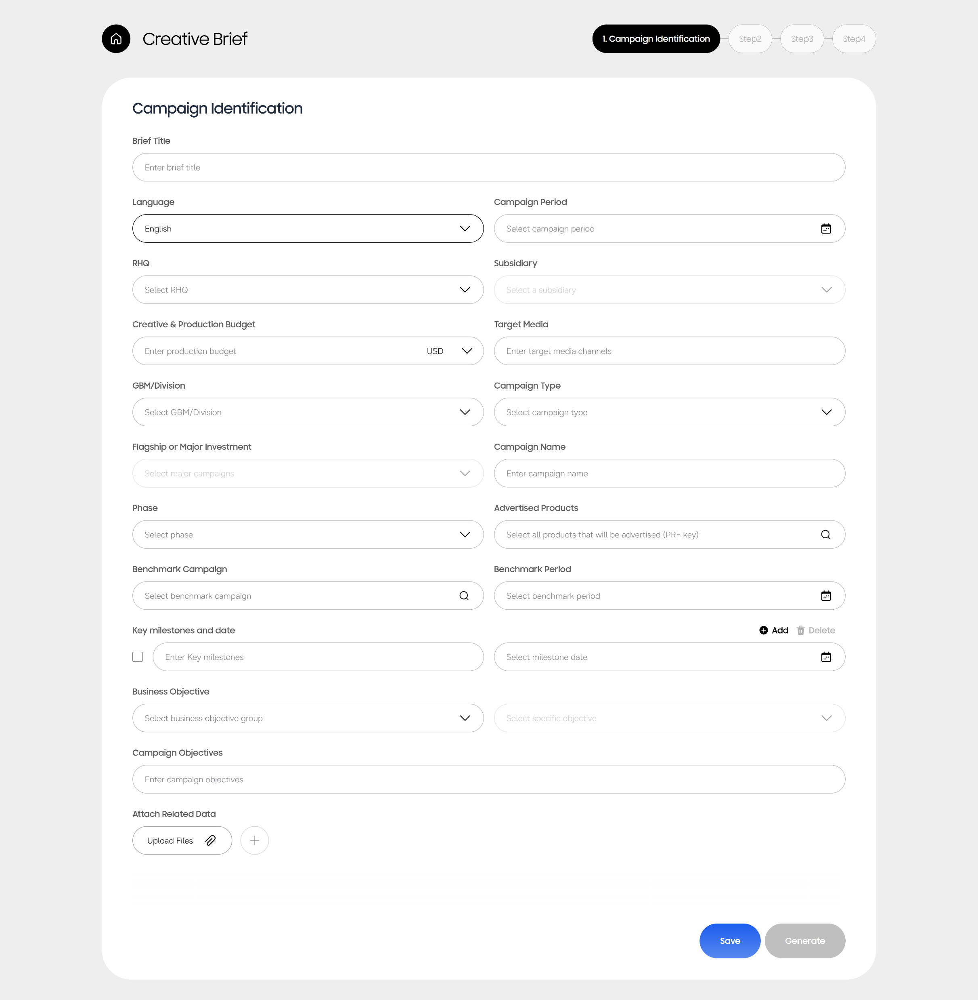 Creative Brief
1. Campaign Identification
Step2
Step3
Step4
Campaign Identification
Brief Title
Enter brief title
Language
Campaign Period
English
Select campaign period
RHQ
Subsidiary
Select RHQ
Select a subsidiary
Creative & Production Budget
Target Media
Enter production budget
USD
Enter target media channels
GBM/Division
Campaign Type
Select GBM/Division
Select campaign type
Flagship or Major Investment
Campaign Name
Select major campaigns
Enter campaign name
Phase
Advertised Products
Select phase
Select all products that will be advertised (PR~ key)
Benchmark Campaign
Benchmark Period
Select benchmark campaign
Select benchmark period
Key milestones and date
Add
Delete
Enter Key milestones
Select milestone date
Business Objective
Select business objective group
Select specific objective
Campaign Objectives
Enter campaign objectives
Attach Related Data
Upload Files
Save
Generate